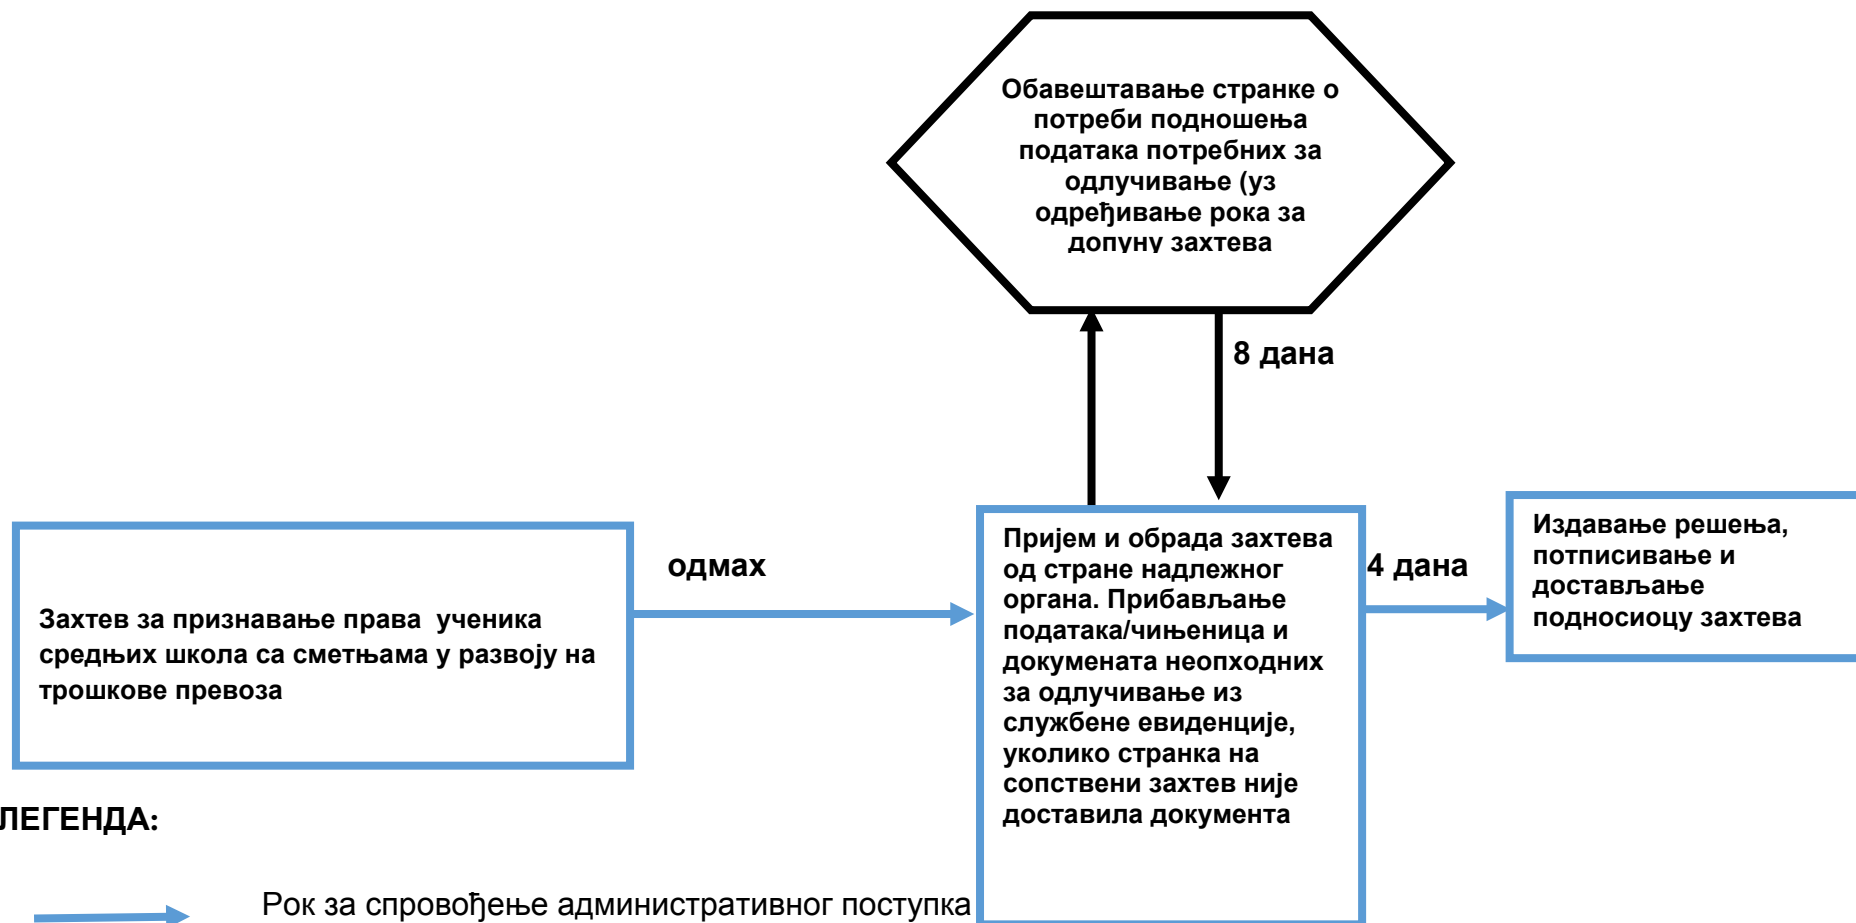 Обавештавање странке о
потреби подношења
података потребних за
одлучивање (уз
одређивање рока за
допуну захтева
8 дана
Захтев за признавање права  ученика
средњих школа са сметњама у развоју на
трошкове превоза
одмах
Пријем и обрада захтева
од стране надлежног
органа. Прибављање
података/чињеница и
докумената неопходних
за одлучивање из
службене евиденције,
уколико странка на
сопствени захтев није
доставила документа
4 дана
Издавање решења,
потписивање и
достављање
подносиоцу захтева
ЛЕГЕНДА:
Рок за спровођење административног поступка